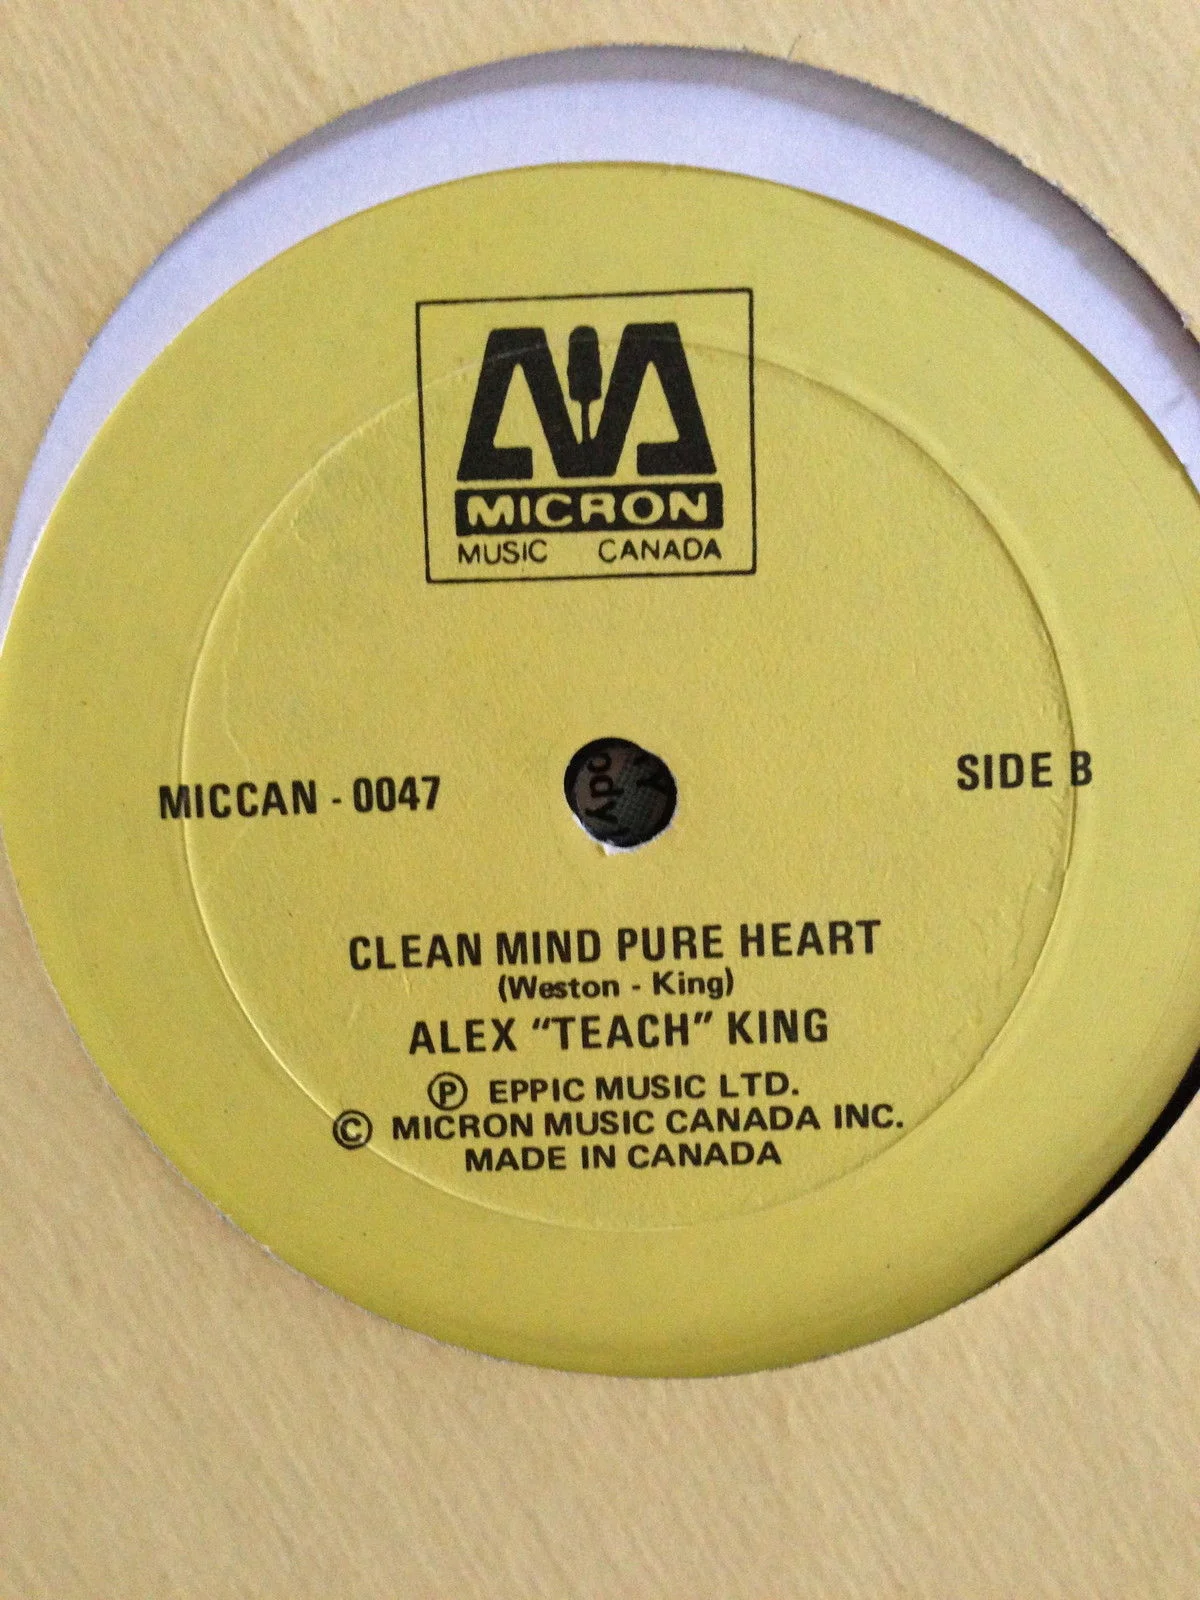 MICRON
MUSIC CANADA
MICCAN - 0047
SIDE B
CLEAN MIND PURE HEART
(Weston - King)
ALEX "TEACH" KING
Ⓟ EPPIC MUSIC LTD.
© MICRON MUSIC CANADA INC.
MADE IN CANADA